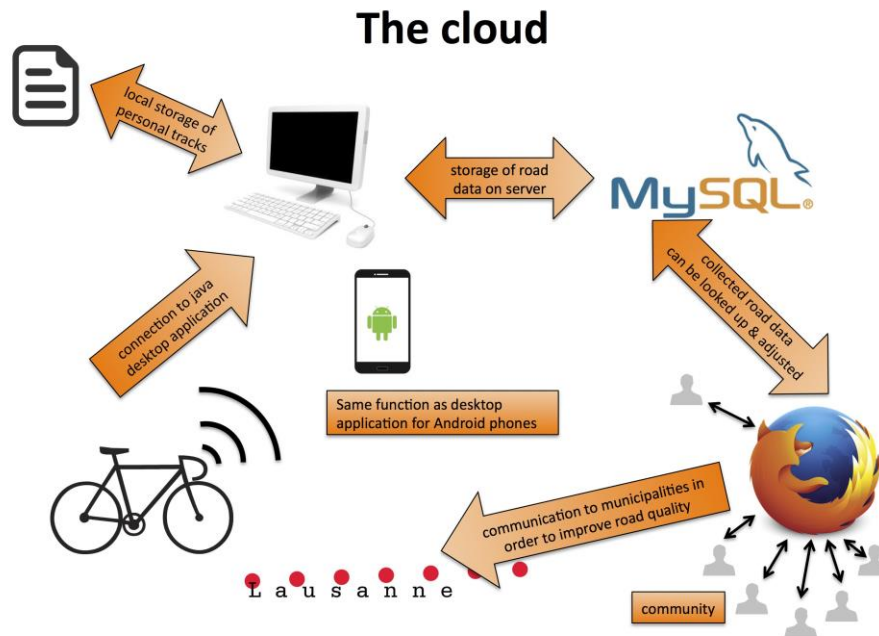 The cloud
local storage of
personal tracks
storage of road
data on server
MySQL®
collected road data
can be looked up & adjusted
connection to java
desktop application
Same function as desktop
application for Android phones
communication to municipalities in
order to improve road quality
Lausanne
community